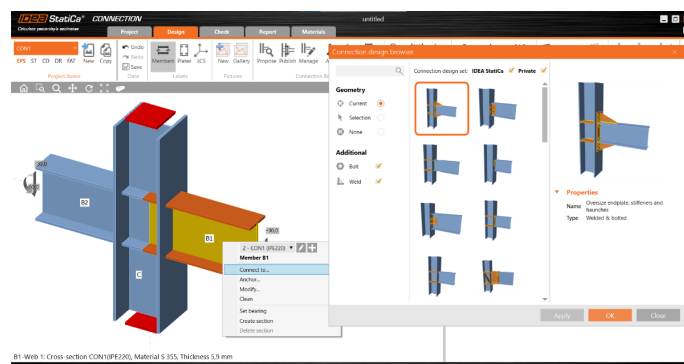 IDEA StatiCa® CONNECTION
untitled
Calculate yesterday's estimates
Project Design Check Report Materials
CON1
EPS ST CD DR FAT New Copy
Undo
Redo
Save
Members Plates LCS
New Gallery
Propose Publish Manage
Project items
Data
Labels
Pictures
Connection design browser
Connection design set: IDEA StatiCa Private
Geometry
Current
Selection
None
Additional
Bolt
Weld
Properties
Name Oversize endplate, stiffeners and haunches
Type Welded & bolted
Apply OK Close
B2
B1
C
2 - CON1 (IPE220)
Member B1
Connect to...
Anchor...
Modify...
Clean
Set bearing
Create section
Delete section
B1-Web 1: Cross-section CON1(IPE220), Material S 355, Thickness 5,9 mm